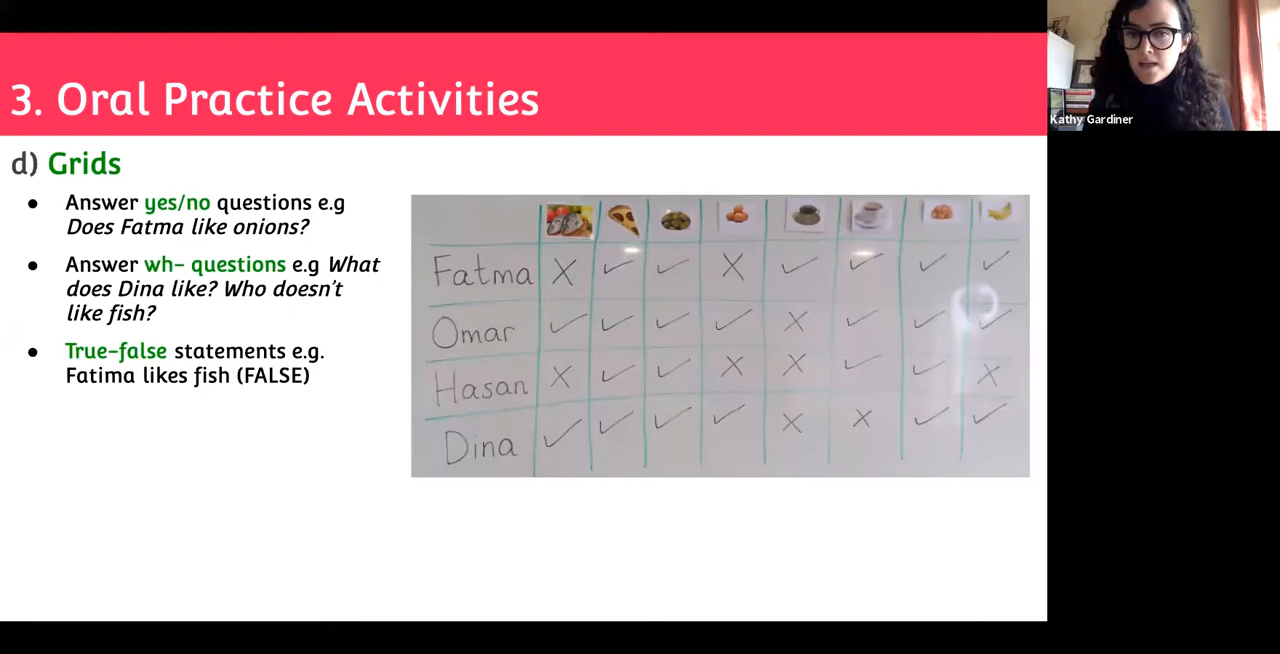 3. Oral Practice Activities
Kathy Gardiner
d) Grids
● Answer yes/no questions e.g
Does Fatma like onions?
● Answer wh– questions e.g What
does Dina like? Who doesn't
like fish?
● True–false statements e.g.
Fatima likes fish (FALSE)
Fatma X ✓ ✓ X ✓ ✓ ✓ ✓
Omar ✓ ✓ ✓ ✓ X ✓ ✓ ✓
Hasan X ✓ ✓ X X ✓ ✓ X
Dina ✓ ✓ ✓ ✓ X X ✓ ✓